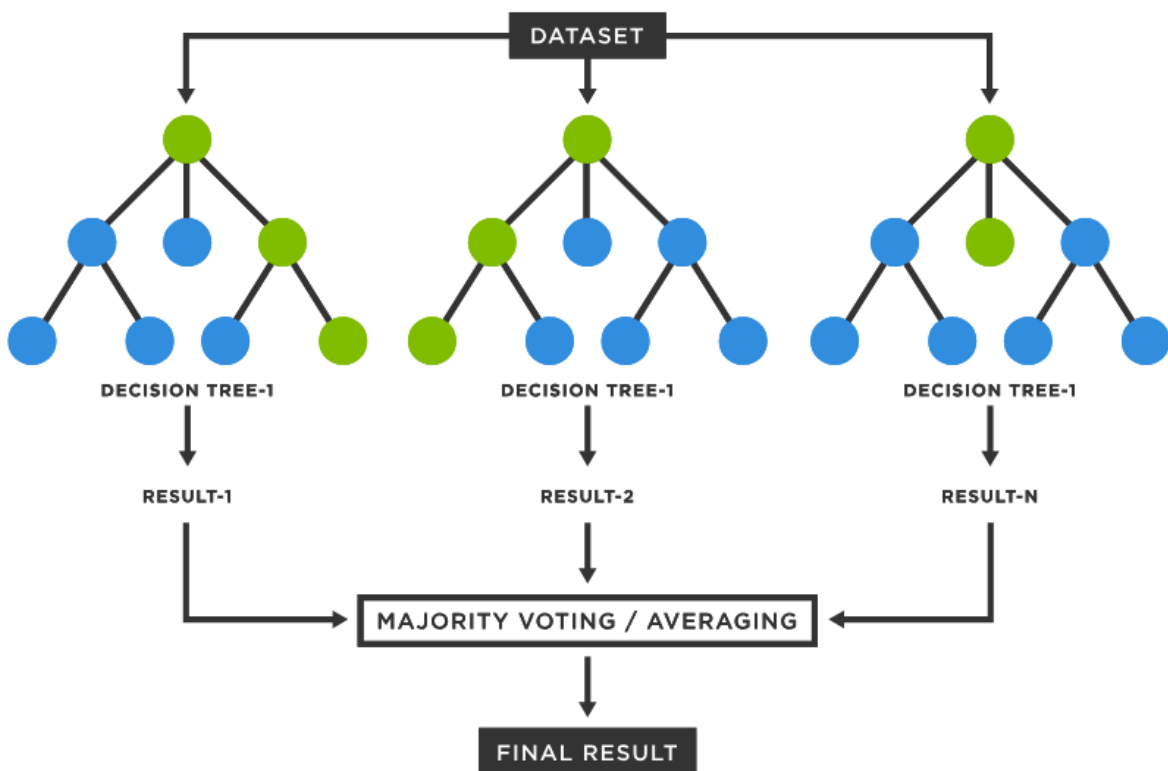 DATASET
DECISION TREE-1
DECISION TREE-1
DECISION TREE-1
RESULT-1
RESULT-2
RESULT-N
MAJORITY VOTING / AVERAGING
FINAL RESULT